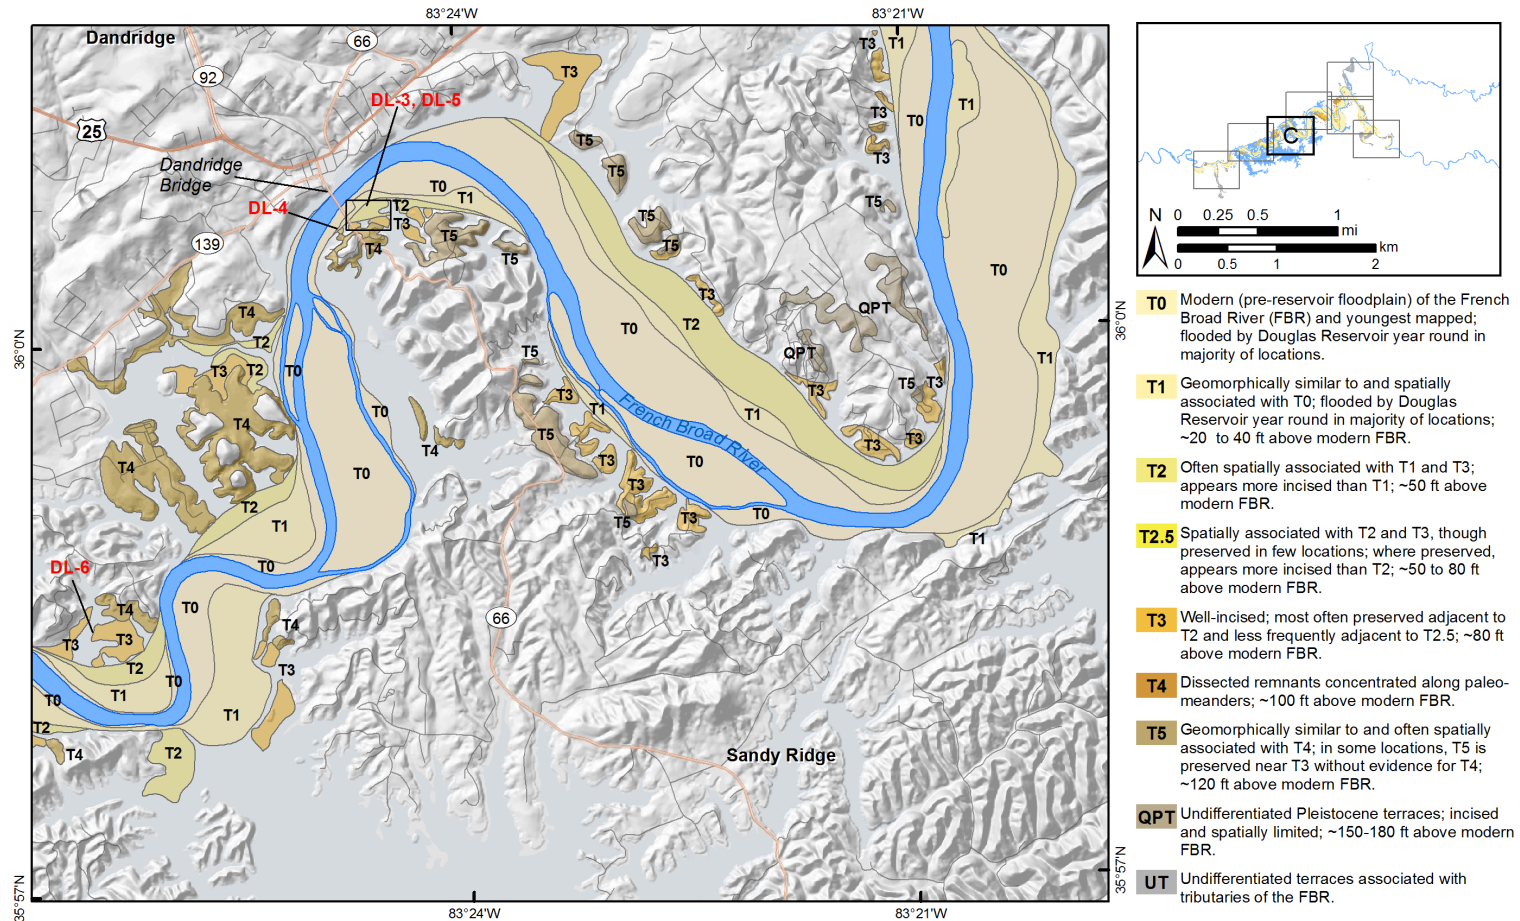 83°24'W
83°21'W
Dandridge
66
92
25
DL-3, DL-5
Dandridge
Bridge
DL-4
139
T3
T1
T3
T0
T1
T3
T3
T5
T5
T0
T1
T2
T3
T5
T4
T5
T5
T5
T5
T0
T3
QPT
T4
T2
T0
T2
QPT
T1
36°0'N
36°0'N
T3
T2
T0
T5
T3
T5
T3
T0
T3
T1
T1
French Broad River
T4
T5
T4
T3
T3
T4
T0
T3
T0
T3
T2
T1
T5
T3
T0
T1
T3
T0
DL-6
T0
T4
T4
T3
T3
T2
T3
T0
T1
T0
T1
T2
T4
T2
66
Sandy Ridge
35°57'N
35°57'N
83°24'W
83°21'W
C
N
0 0.25 0.5 1
mi
km
0 0.5 1 2
T0 Modern (pre-reservoir floodplain) of the French
Broad River (FBR) and youngest mapped;
flooded by Douglas Reservoir year round in
majority of locations.
T1 Geomorphically similar to and spatially
associated with T0; flooded by Douglas
Reservoir year round in majority of locations;
~20 to 40 ft above modern FBR.
T2 Often spatially associated with T1 and T3;
appears more incised than T1; ~50 ft above
modern FBR.
T2.5 Spatially associated with T2 and T3, though
preserved in few locations; where preserved,
appears more incised than T2; ~50 to 80 ft
above modern FBR.
T3 Well-incised; most often preserved adjacent to
T2 and less frequently adjacent to T2.5; ~80 ft
above modern FBR.
T4 Dissected remnants concentrated along paleo-
meanders; ~100 ft above modern FBR.
T5 Geomorphically similar to and often spatially
associated with T4; in some locations, T5 is
preserved near T3 without evidence for T4;
~120 ft above modern FBR.
QPT Undifferentiated Pleistocene terraces; incised
and spatially limited; ~150-180 ft above modern
FBR.
UT Undifferentiated terraces associated with
tributaries of the FBR.